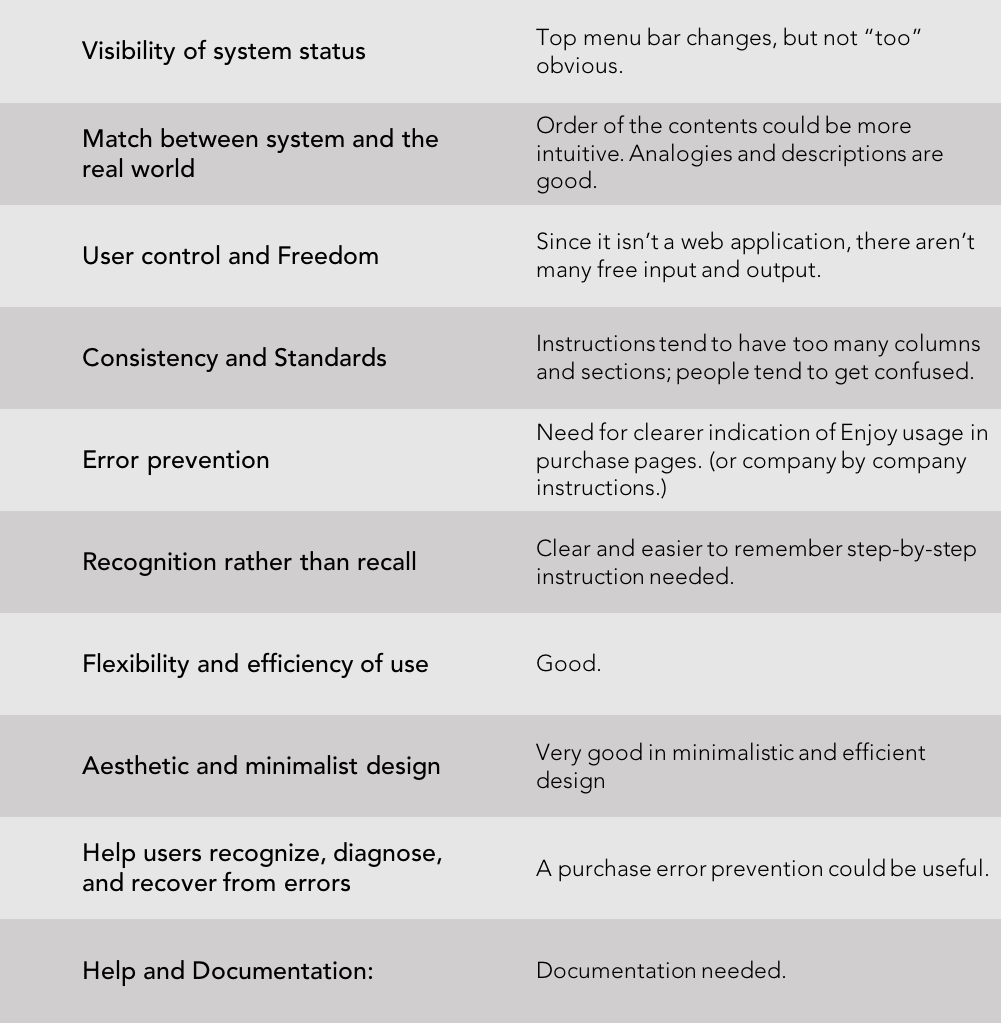 Visibility of system status
Top menu bar changes, but not “too”
obvious.
Match between system and the
real world
Order of the contents could be more
intuitive. Analogies and descriptions are
good.
User control and Freedom
Since it isn’t a web application, there aren’t
many free input and output.
Consistency and Standards
Instructions tend to have too many columns
and sections; people tend to get confused.
Error prevention
Need for clearer indication of Enjoy usage in
purchase pages. (or company by company
instructions.)
Recognition rather than recall
Clear and easier to remember step-by-step
instruction needed.
Flexibility and efficiency of use
Good.
Aesthetic and minimalist design
Very good in minimalistic and efficient
design
Help users recognize, diagnose,
and recover from errors
A purchase error prevention could be useful.
Help and Documentation:
Documentation needed.